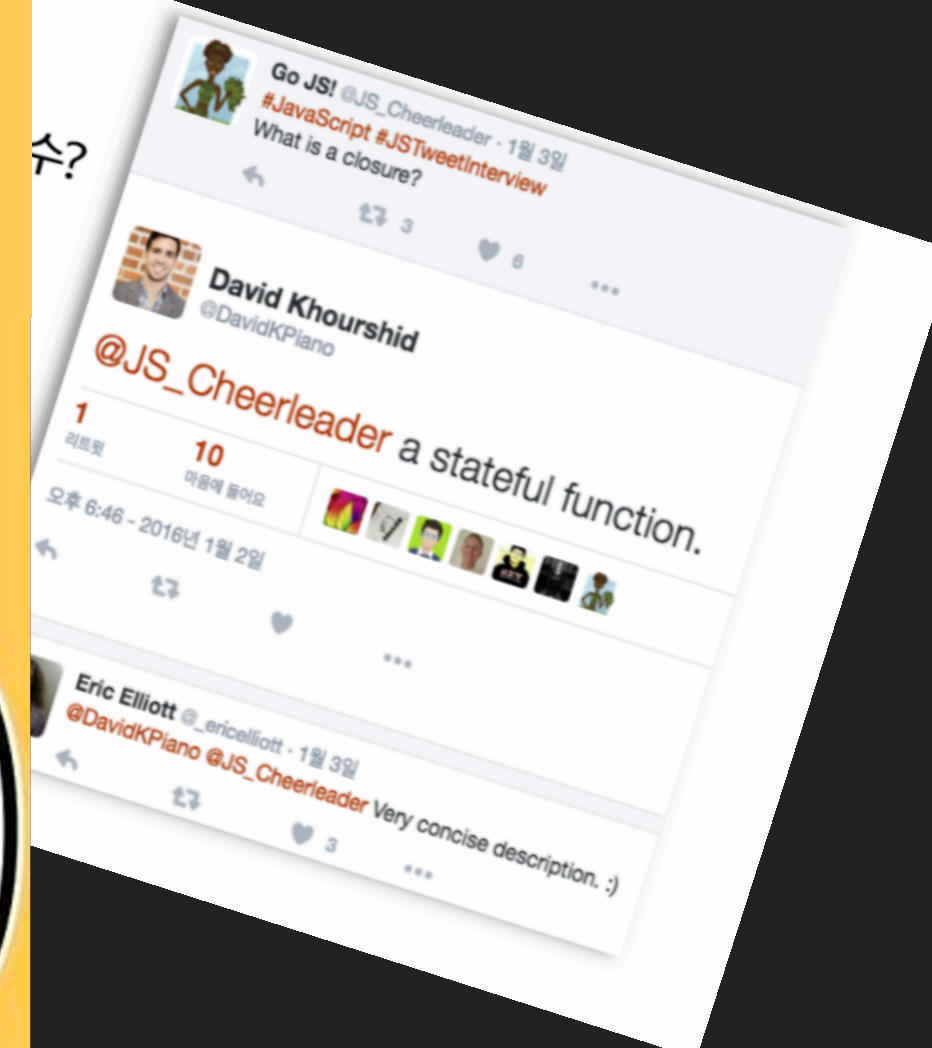 수?
Go JS! @JS_Cheerleader · 1월 3일
#JavaScript #JSTweetInterview
What is a closure?
3 6
David Khourshid
@DavidKPiano
@JS_Cheerleader a stateful function.
1 10
리트윗 마음에 들어요
오후 6:46 - 2016년 1월 2일
Eric Elliott @_ericelliott · 1월 3일
@DavidKPiano @JS_Cheerleader Very concise description. :)
3